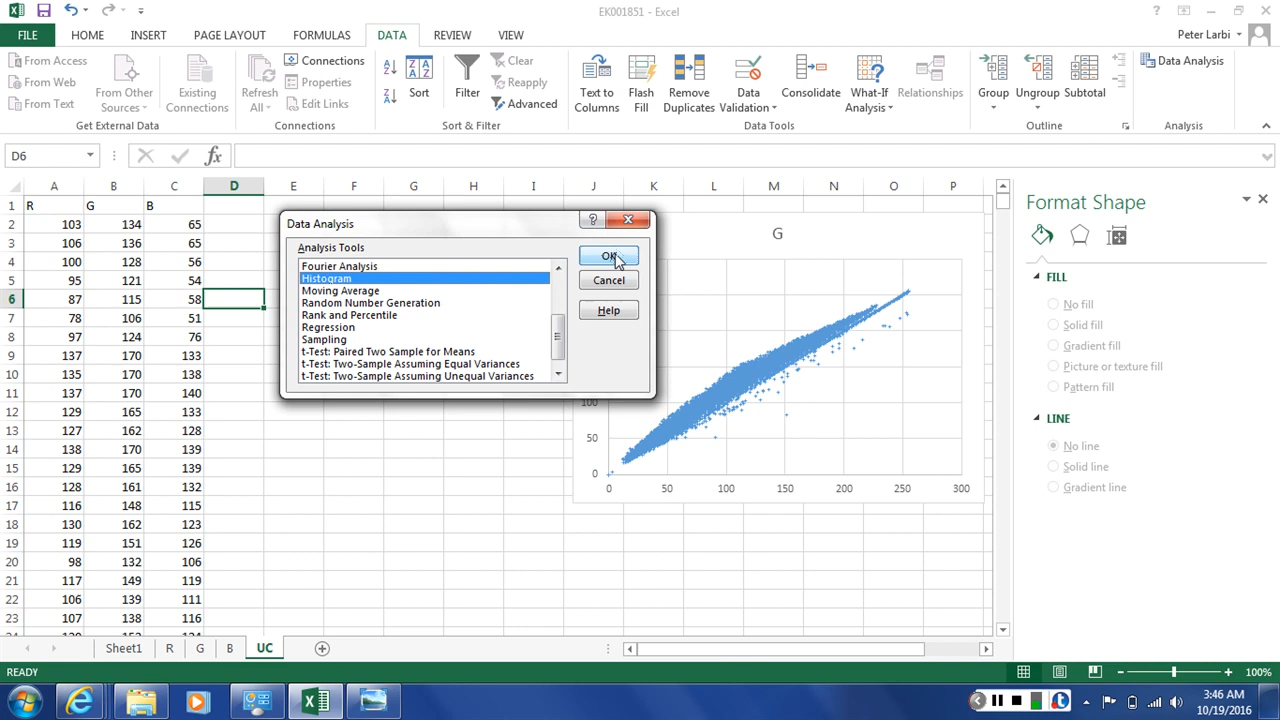 EK001851 - Excel
FILE HOME INSERT PAGE LAYOUT FORMULAS DATA REVIEW VIEW Peter Larbi
From Access
From Web
From Text
From Other Sources
Existing Connections
Get External Data
Refresh All
Connections
Properties
Edit Links
Connections
Sort
Filter
Clear
Reapply
Advanced
Sort & Filter
Text to Columns
Flash Fill
Remove Duplicates
Data Validation
Consolidate
What-If Analysis
Relationships
Data Tools
Group
Ungroup
Subtotal
Outline
Data Analysis
Analysis
D6 fx
A B C D E F G H I J K L M N O P
1 R G B
2 103 134 65
3 106 136 65
4 100 128 56
5 95 121 54
6 87 115 58
7 78 106 51
8 97 124 76
9 137 170 133
10 135 170 138
11 137 170 140
12 129 165 133
13 127 162 128
14 138 170 139
15 129 165 139
16 128 161 132
17 116 148 115
18 130 162 123
19 119 151 126
20 98 132 106
21 117 149 119
22 106 139 111
23 107 138 116
Data Analysis
Analysis Tools
Fourier Analysis
Histogram
Moving Average
Random Number Generation
Rank and Percentile
Regression
Sampling
t-Test: Paired Two Sample for Means
t-Test: Two-Sample Assuming Equal Variances
t-Test: Two-Sample Assuming Unequal Variances
OK
Cancel
Help
G
100
50
0
0 50 100 150 200 250 300
Format Shape
FILL
No fill
Solid fill
Gradient fill
Picture or texture fill
Pattern fill
LINE
No line
Solid line
Gradient line
Sheet1 R G B UC
READY 100%
3:46 AM
10/19/2016